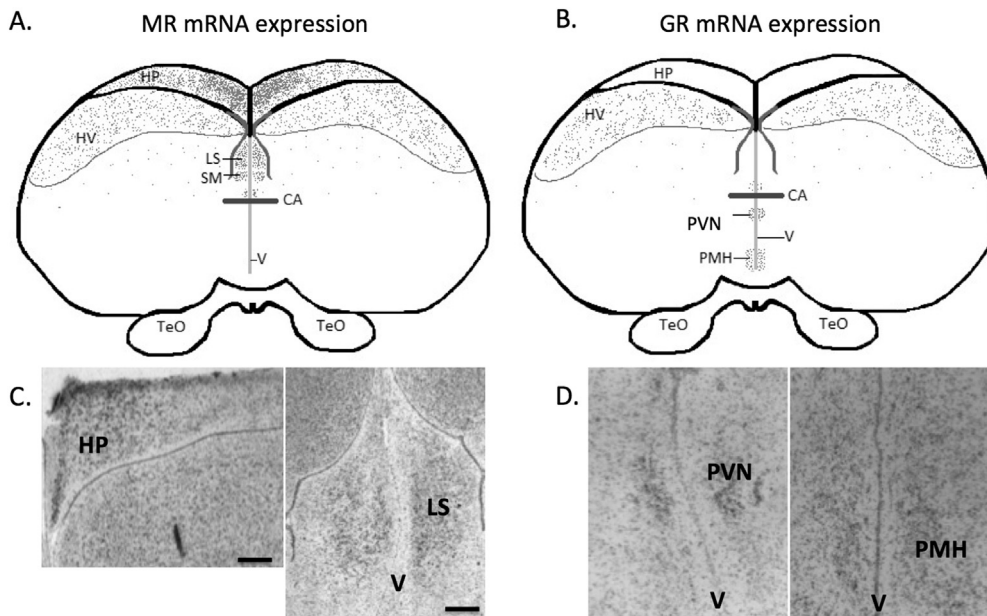 A. MR mRNA expression
HP
HV
LS
SM
CA
V
TeO TeO
B. GR mRNA expression
HP
HV
CA
PVN
V
PMH
TeO TeO
C.
HP
LS
V
D.
PVN
V
PMH
V